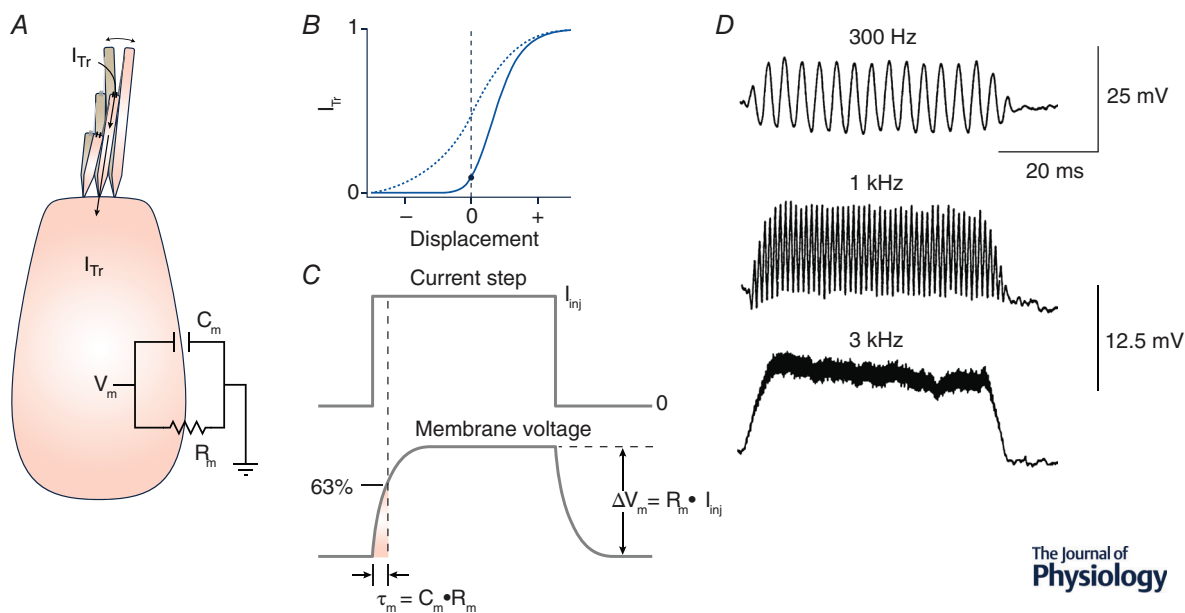 A
I_Tr
I_Tr
C_m
V_m
R_m
B
1
I_Tr
0
–
0
+
Displacement
C
Current step
I_inj
0
Membrane voltage
63%
ΔV_m = R_m • I_inj
τ_m = C_m•R_m
D
300 Hz
25 mV
20 ms
1 kHz
12.5 mV
3 kHz
The Journal of
Physiology